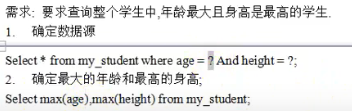 需求: 要求查询整个学生中,年龄最大且身高是最高的学生.
1. 确定数据源
Select * from my_student where age = ? And height = ?;
2. 确定最大的年龄和最高的身高;
Select max(age),max(height) from my_student;